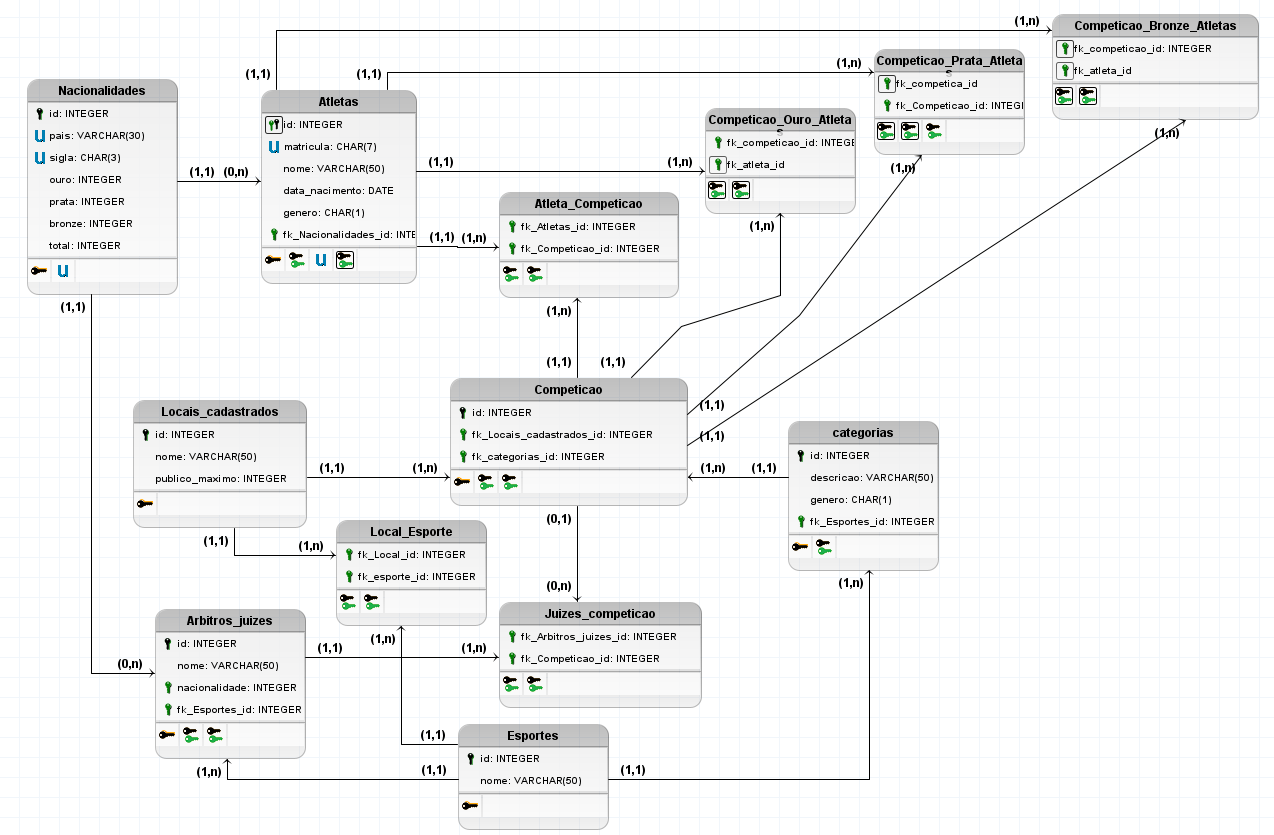 Competicao_Bronze_Atletas
fk_competicao_id: INTEGER
fk_atleta_id
(1,n)
(1,n)
Competicao_Prata_Atleta
s
fk_competica_id
fk_Competicao_id: INTEGI
(1,n)
(1,n)
Competicao_Ouro_Atleta
s
fk_competicao_id: INTEGE
fk_atleta_id
(1,n)
(1,n)
Nacionalidades
id: INTEGER
U pais: VARCHAR(30)
U sigla: CHAR(3)
ouro: INTEGER
prata: INTEGER
bronze: INTEGER
total: INTEGER
U
(1,1) (0,n)
(1,1)
(1,1)
(1,1)
Atletas
id: INTEGER
U matricula: CHAR(7)
nome: VARCHAR(50)
data_nacimento: DATE
genero: CHAR(1)
fk_Nacionalidades_id: INTE
U
(1,1)
(1,1) (1,n)
Atleta_Competicao
fk_Atletas_id: INTEGER
fk_Competicao_id: INTEGER
(1,n)
(1,1)
(1,1)
Competicao
id: INTEGER
fk_Locais_cadastrados_id: INTEGER
fk_categorias_id: INTEGER
(1,1)
(1,1)
(1,n) (1,1)
(0,1)
categorias
id: INTEGER
descricao: VARCHAR(50)
genero: CHAR(1)
fk_Esportes_id: INTEGER
(1,n)
Locais_cadastrados
id: INTEGER
nome: VARCHAR(50)
publico_maximo: INTEGER
(1,1) (1,n)
(1,1) (1,n)
Local_Esporte
fk_Local_id: INTEGER
fk_esporte_id: INTEGER
(1,n)
(0,n)
Juizes_competicao
fk_Arbitros_juizes_id: INTEGER
fk_Competicao_id: INTEGER
(0,n)
Arbitros_juizes
id: INTEGER
nome: VARCHAR(50)
nacionalidade: INTEGER
fk_Esportes_id: INTEGER
(1,1) (1,n)
(1,n)
(1,1)
(1,1)
(1,1)
Esportes
id: INTEGER
nome: VARCHAR(50)